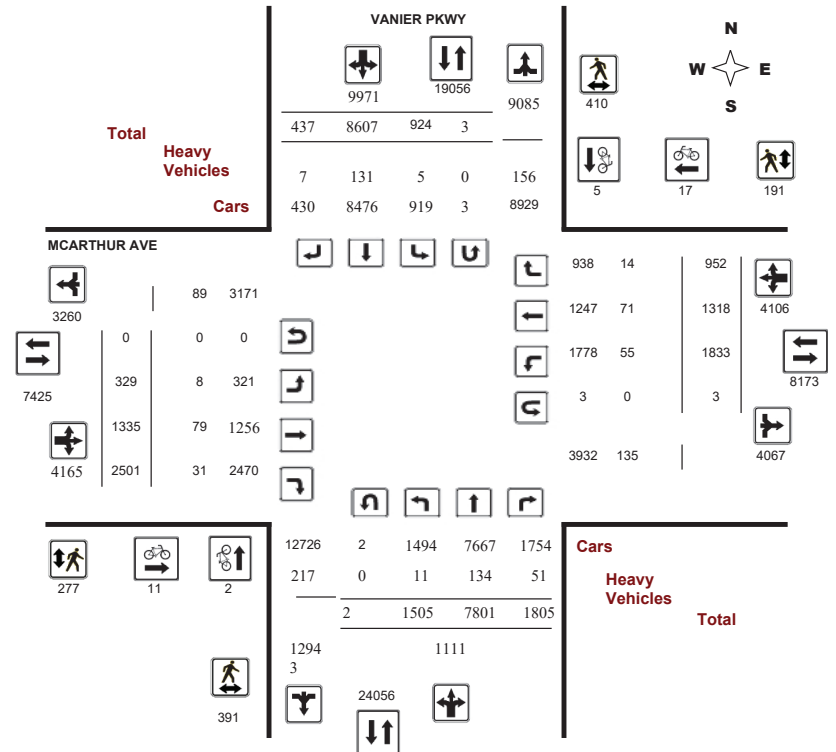 VANIER PKWY
N
W E
S
9971
19056
9085
410
Total
437 8607 924 3
Heavy
Vehicles
7 131 5 0 156
Cars
430 8476 919 3 8929
5 17 191
MCARTHUR AVE
3260
89 3171
938 14 952
4106
0 0 0
1247 71 1318
7425
329 8 321
1778 55 1833
8173
1335 79 1256
3 0 3
4165
2501 31 2470
3932 135
4067
12726 2 1494 7667 1754
Cars
217 0 11 134 51
Heavy
Vehicles
2 1505 7801 1805
Total
277 11 2
1294
3
1111
391
24056